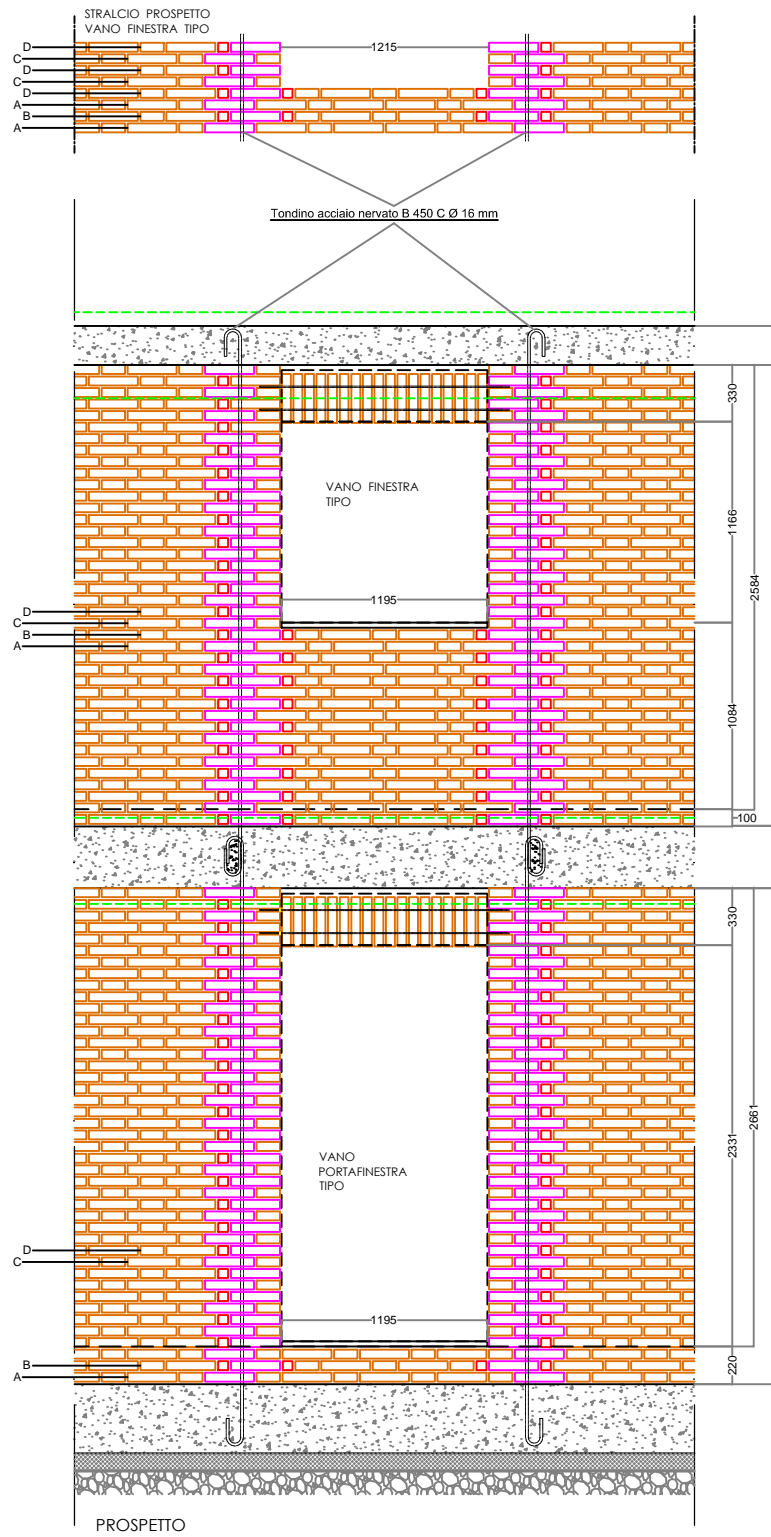 STRALCIO PROSPETTO
VANO FINESTRA TIPO
D
C
D
C
D
A
B
A
1215
Tondino acciaio nervato B 450 C Ø 16 mm
330
VANO FINESTRA
TIPO
1166
2584
1195
D
C
B
A
1084
100
330
VANO
PORTAFINESTRA
TIPO
2331
2661
D
C
1195
B
A
220
PROSPETTO